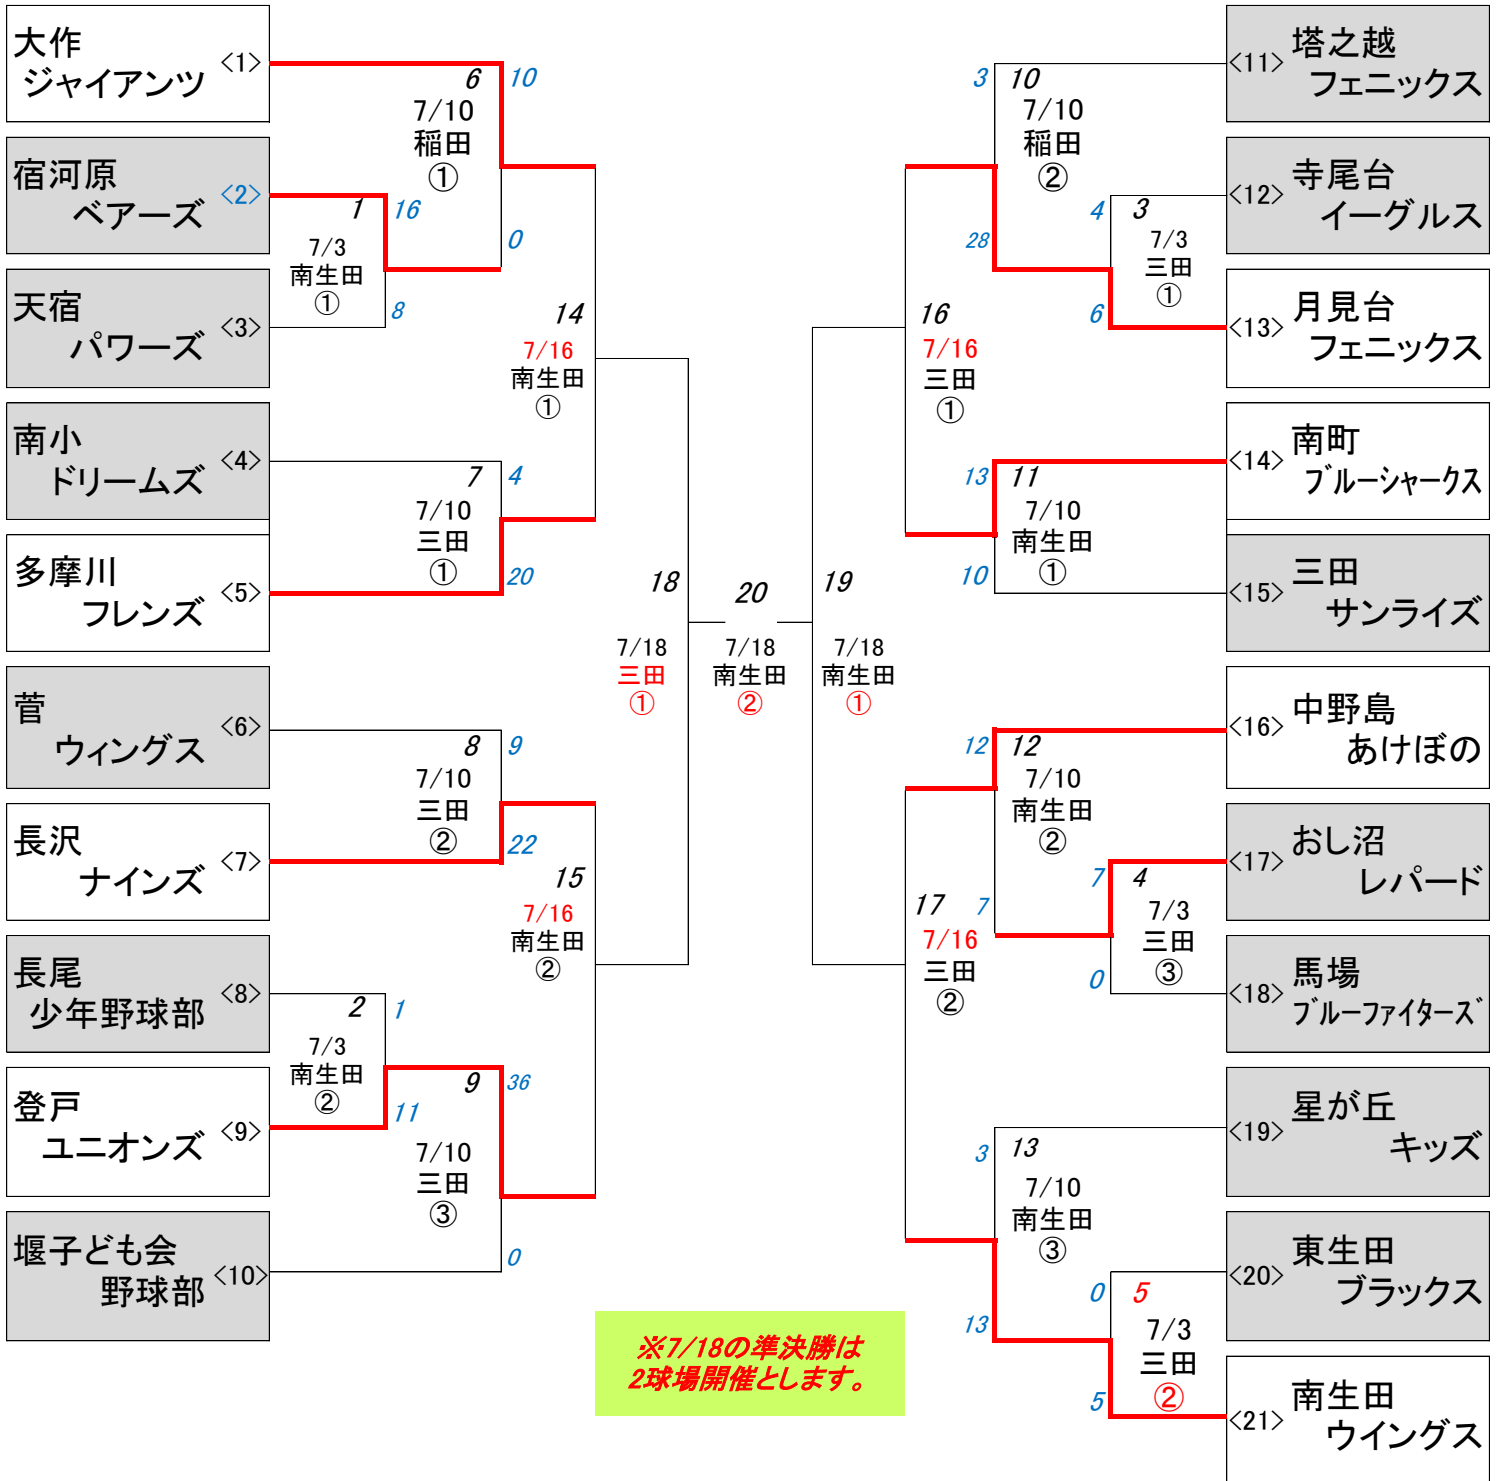 大作
ジャイアンツ <1>
宿河原
ベアーズ <2>
天宿
パワーズ <3>
南小
ドリームズ <4>
多摩川
フレンズ <5>
菅
ウィングス <6>
長沢
ナインズ <7>
長尾
少年野球部 <8>
登戸
ユニオンズ <9>
堰子ども会
野球部 <10>
1
7/3
南生田
①
16
8
2
7/3
南生田
②
1
11
6
7/10
稲田
①
10
0
7
7/10
三田
①
4
20
8
7/10
三田
②
9
22
9
7/10
三田
③
36
0
14
7/16
南生田
①
15
7/16
南生田
②
18
7/18
三田
①
20
7/18
南生田
②
19
7/18
南生田
①
16
7/16
三田
①
17
7/16
三田
②
3
10
7/10
稲田
②
28
13
11
7/10
南生田
①
10
12
12
7/10
南生田
②
7
3
13
7/10
南生田
③
13
4
3
7/3
三田
①
6
7
4
7/3
三田
③
0
0
5
7/3
三田
②
5
<11> 塔之越
フェニックス
<12> 寺尾台
イーグルス
<13> 月見台
フェニックス
<14> 南町
ブルーシャークス
<15> 三田
サンライズ
<16> 中野島
あけぼの
<17> おし沼
レパード
<18> 馬場
ブルーファイターズ
<19> 星が丘
キッズ
<20> 東生田
ブラックス
<21> 南生田
ウイングス
※7/18の準決勝は
2球場開催とします。